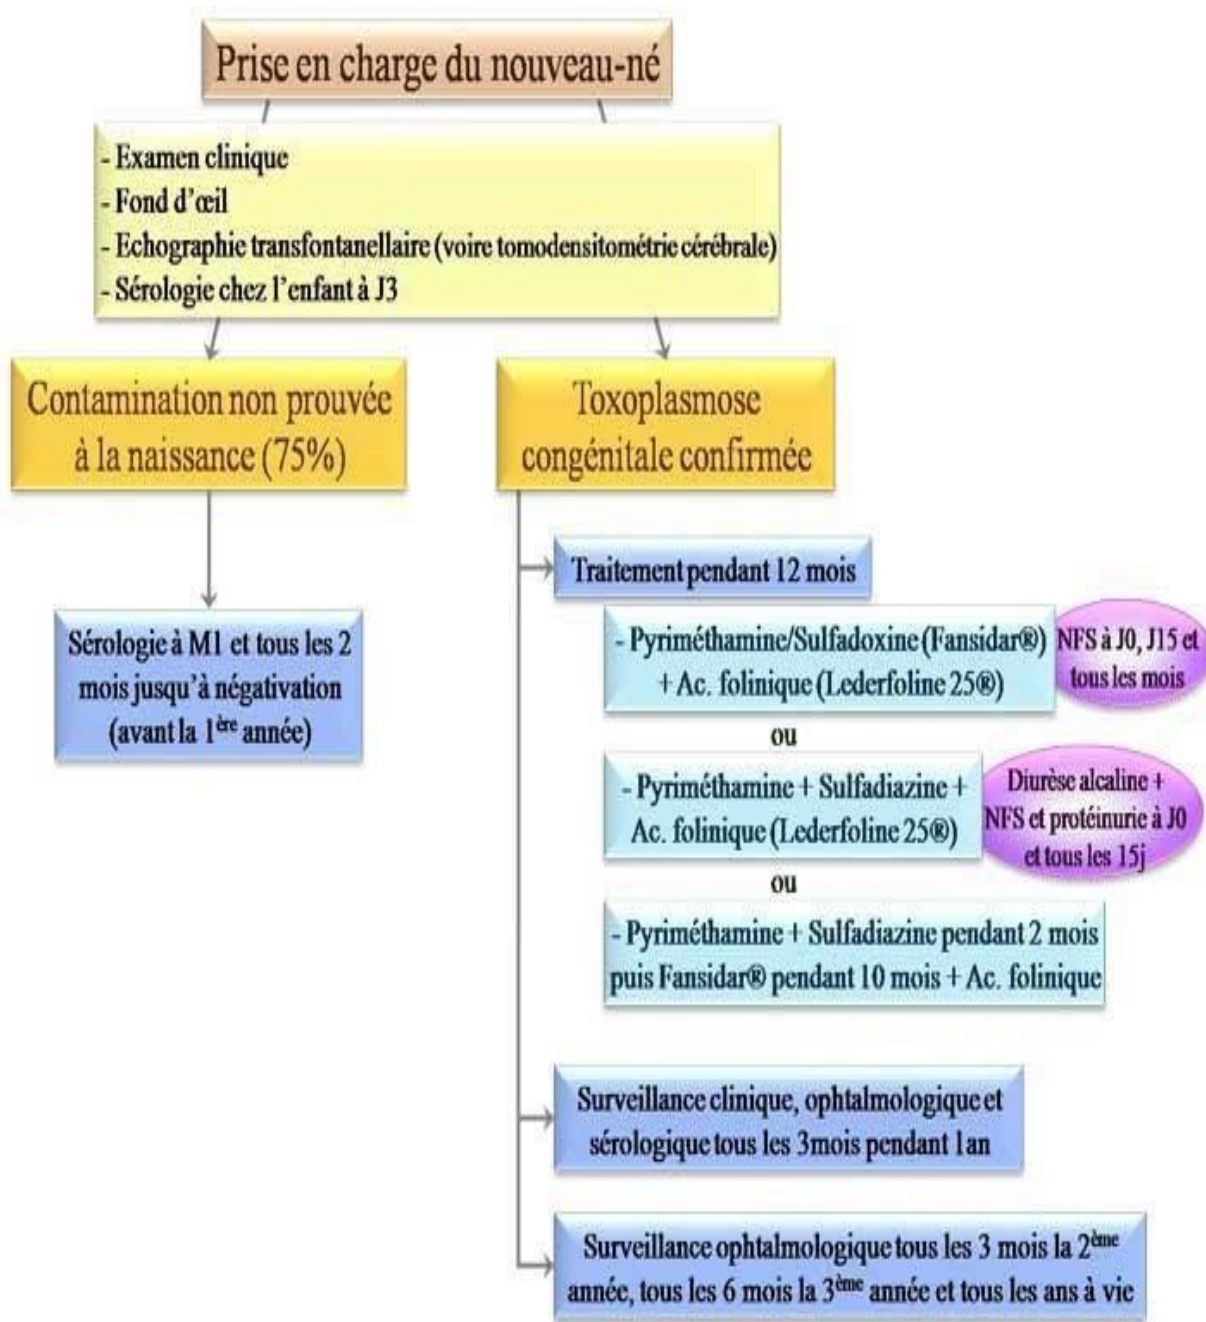 Prise en charge du nouveau-né
- Examen clinique
- Fond d'œil
- Echographie transfontanellaire (voire tomodensitométrie cérébrale)
- Sérologie chez l'enfant à J3
Contamination non prouvée
à la naissance (75%)
Toxoplasmose
congénitale confirmée
Sérologie à M1 et tous les 2
mois jusqu'à négativation
(avant la 1ère année)
Traitement pendant 12 mois
- Pyriméthamine/Sulfadoxine (Fansidar®)
+ Ac. folinique (Lederfoline 25®)
NFS à J0, J15 et
tous les mois
ou
- Pyriméthamine + Sulfadiazine +
Ac. folinique (Lederfoline 25®)
Diurèse alcaline +
NFS et protéinurie à J0
et tous les 15j
ou
- Pyriméthamine + Sulfadiazine pendant 2 mois
puis Fansidar® pendant 10 mois + Ac. folinique
Surveillance clinique, ophtalmologique et
sérologique tous les 3mois pendant 1an
Surveillance ophtalmologique tous les 3 mois la 2ème
année, tous les 6 mois la 3ème année et tous les ans à vie